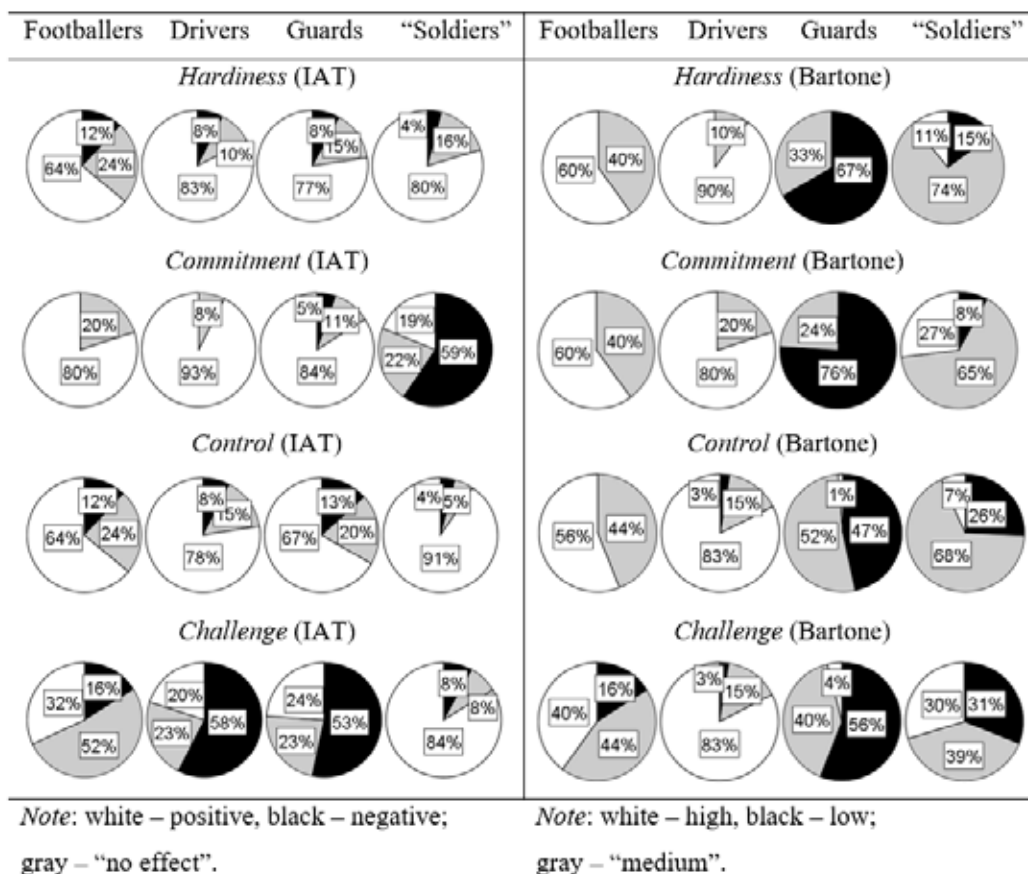 Footballers Drivers Guards “Soldiers” Footballers Drivers Guards “Soldiers”
Hardiness (IAT) Hardiness (Bartone)
12% 24% 64% 8% 10% 83% 8% 15% 77% 4% 16% 80% 40% 60% 10% 90% 33% 67% 11% 15% 74%
Commitment (IAT) Commitment (Bartone)
20% 80% 8% 93% 5% 11% 84% 19% 22% 59% 40% 60% 20% 80% 24% 76% 8% 27% 65%
Control (IAT) Control (Bartone)
12% 24% 64% 8% 15% 78% 13% 20% 67% 4% 5% 91% 56% 44% 3% 15% 83% 1% 52% 47% 7% 26% 68%
Challenge (IAT) Challenge (Bartone)
32% 16% 52% 20% 23% 58% 24% 23% 53% 8% 8% 84% 16% 40% 44% 3% 15% 83% 4% 40% 56% 30% 31% 39%
Note: white – positive, black – negative; Note: white – high, black – low;
gray – “no effect”. gray – “medium”.